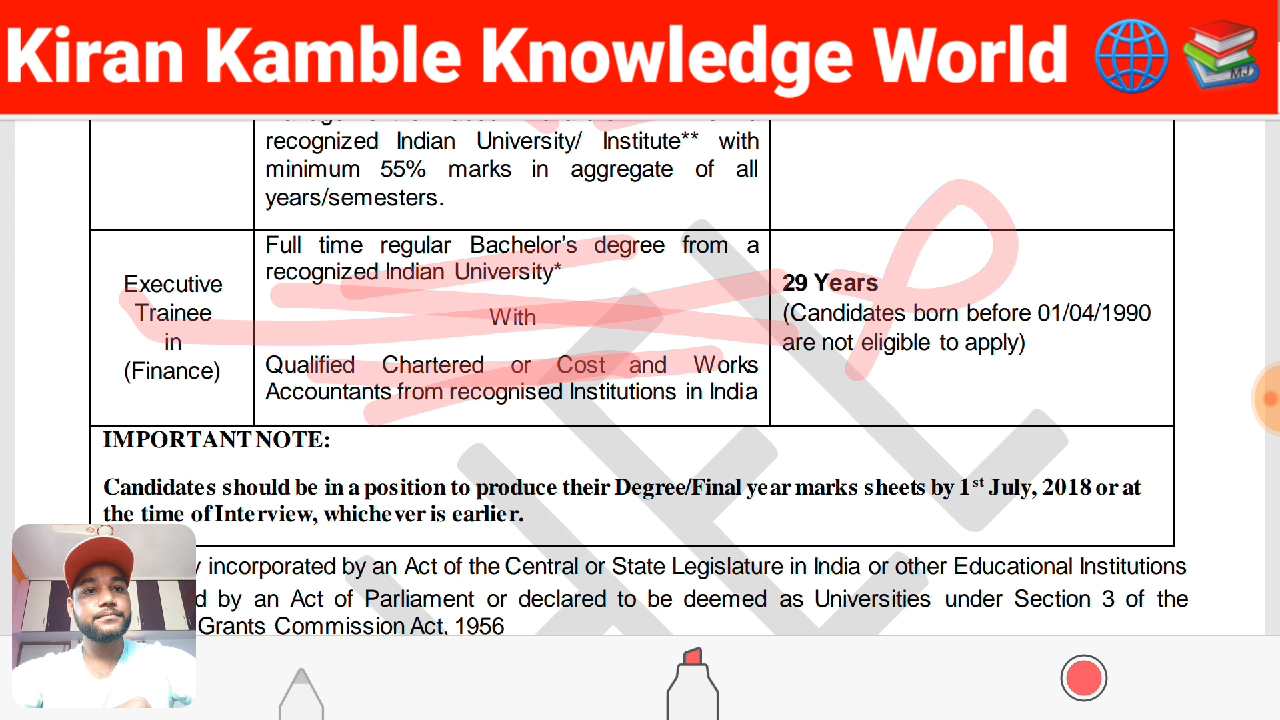 Kiran Kamble Knowledge World
MJ
recognized Indian University/ Institute** with
minimum 55% marks in aggregate of all
years/semesters.
Executive
Trainee
in
(Finance)
Full time regular Bachelor's degree from a
recognized Indian University*
With
Qualified Chartered or Cost and Works
Accountants from recognised Institutions in India
29 Years
(Candidates born before 01/04/1990
are not eligible to apply)
IMPORTANT NOTE:
Candidates should be in a position to produce their Degree/Final year marks sheets by 1st July, 2018 or at
the time of Interview, whichever is earlier.
incorporated by an Act of the Central or State Legislature in India or other Educational Institutions
by an Act of Parliament or declared to be deemed as Universities under Section 3 of the
Grants Commission Act, 1956